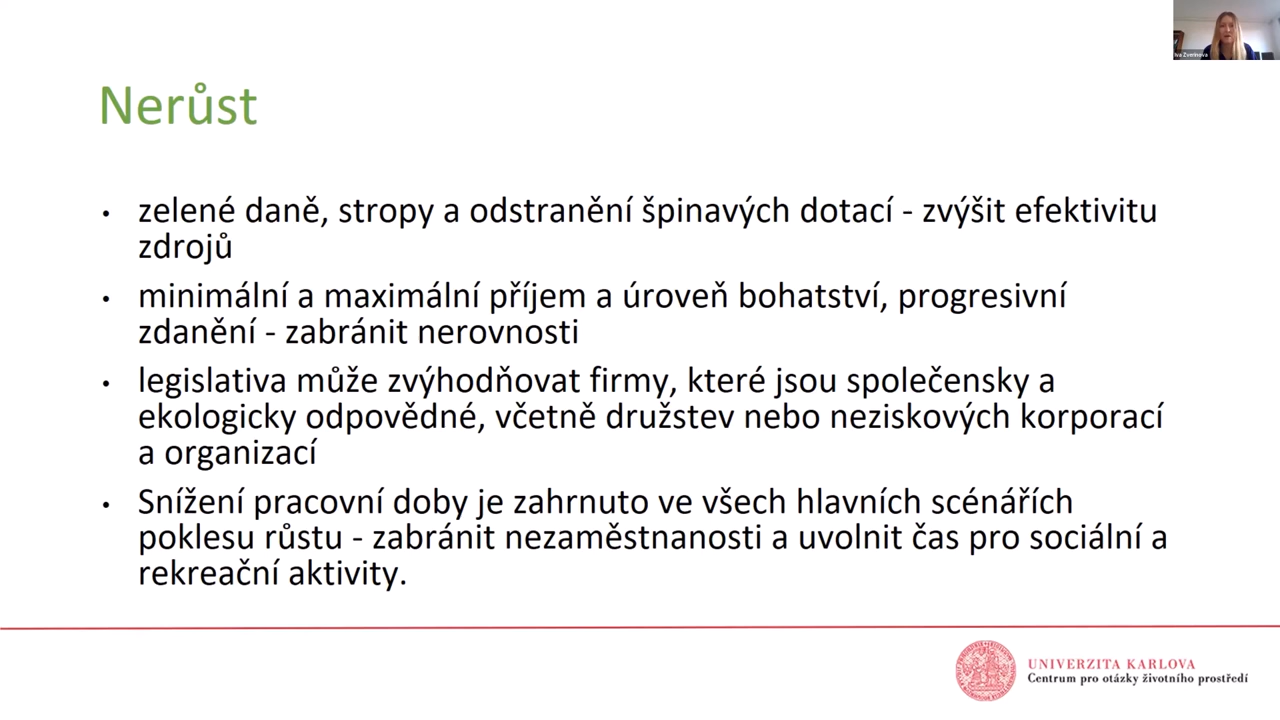 Iva Zverinova
Nerůst
• zelené daně, stropy a odstranění špinavých dotací - zvýšit efektivitu
zdrojů
• minimální a maximální příjem a úroveň bohatství, progresivní
zdanění - zabránit nerovnosti
• legislativa může zvýhodňovat firmy, které jsou společensky a
ekologicky odpovědné, včetně družstev nebo neziskových korporací
a organizací
• Snížení pracovní doby je zahrnuto ve všech hlavních scénářích
poklesu růstu - zabránit nezaměstnanosti a uvolnit čas pro sociální a
rekreační aktivity.
UNIVERZITA KARLOVA
Centrum pro otázky životního prostředí